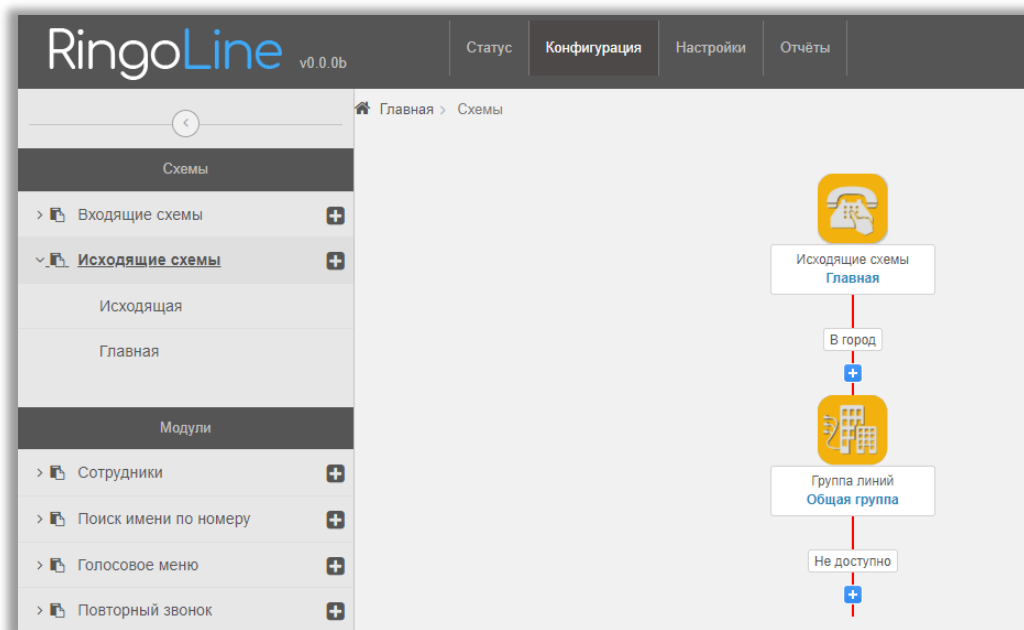 RingoLine v0.0.0b
Статус
Конфигурация
Настройки
Отчёты
Главная > Схемы
Схемы
Входящие схемы
Исходящие схемы
Исходящая
Главная
Модули
Сотрудники
Поиск имени по номеру
Голосовое меню
Повторный звонок
Исходящие схемы
Главная
В город
Группа линий
Общая группа
Не доступно